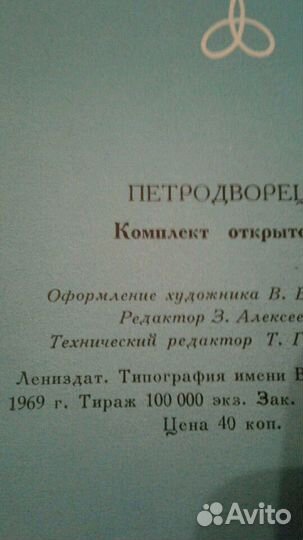 ПЕТРОДВОРЕЦ
Комплект открыто
Оформление художника В. В
Редактор З. Алексее
Технический редактор Т. Г
Лениздат. Типография имени В
1969 г. Тираж 100 000 экз. Зак.
Цена 40 коп.
Avito